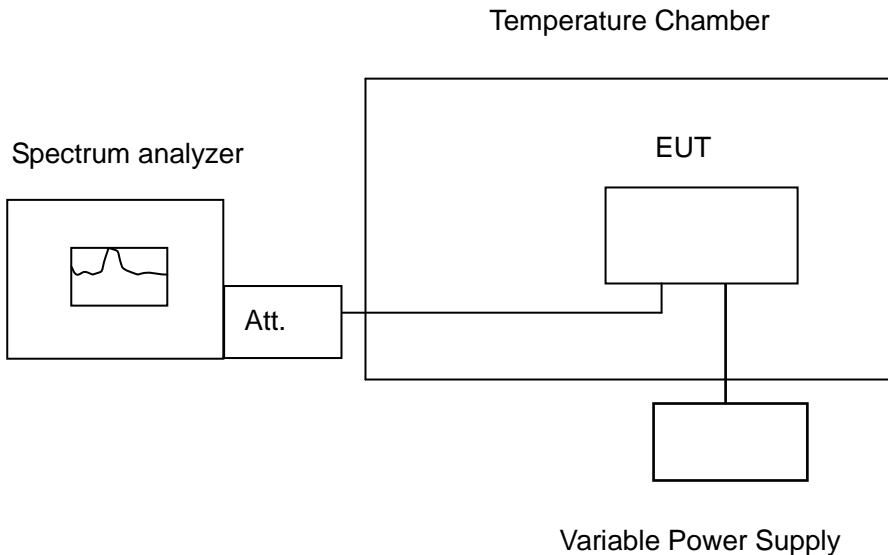 Temperature Chamber
Spectrum analyzer
EUT
Att.
Variable Power Supply